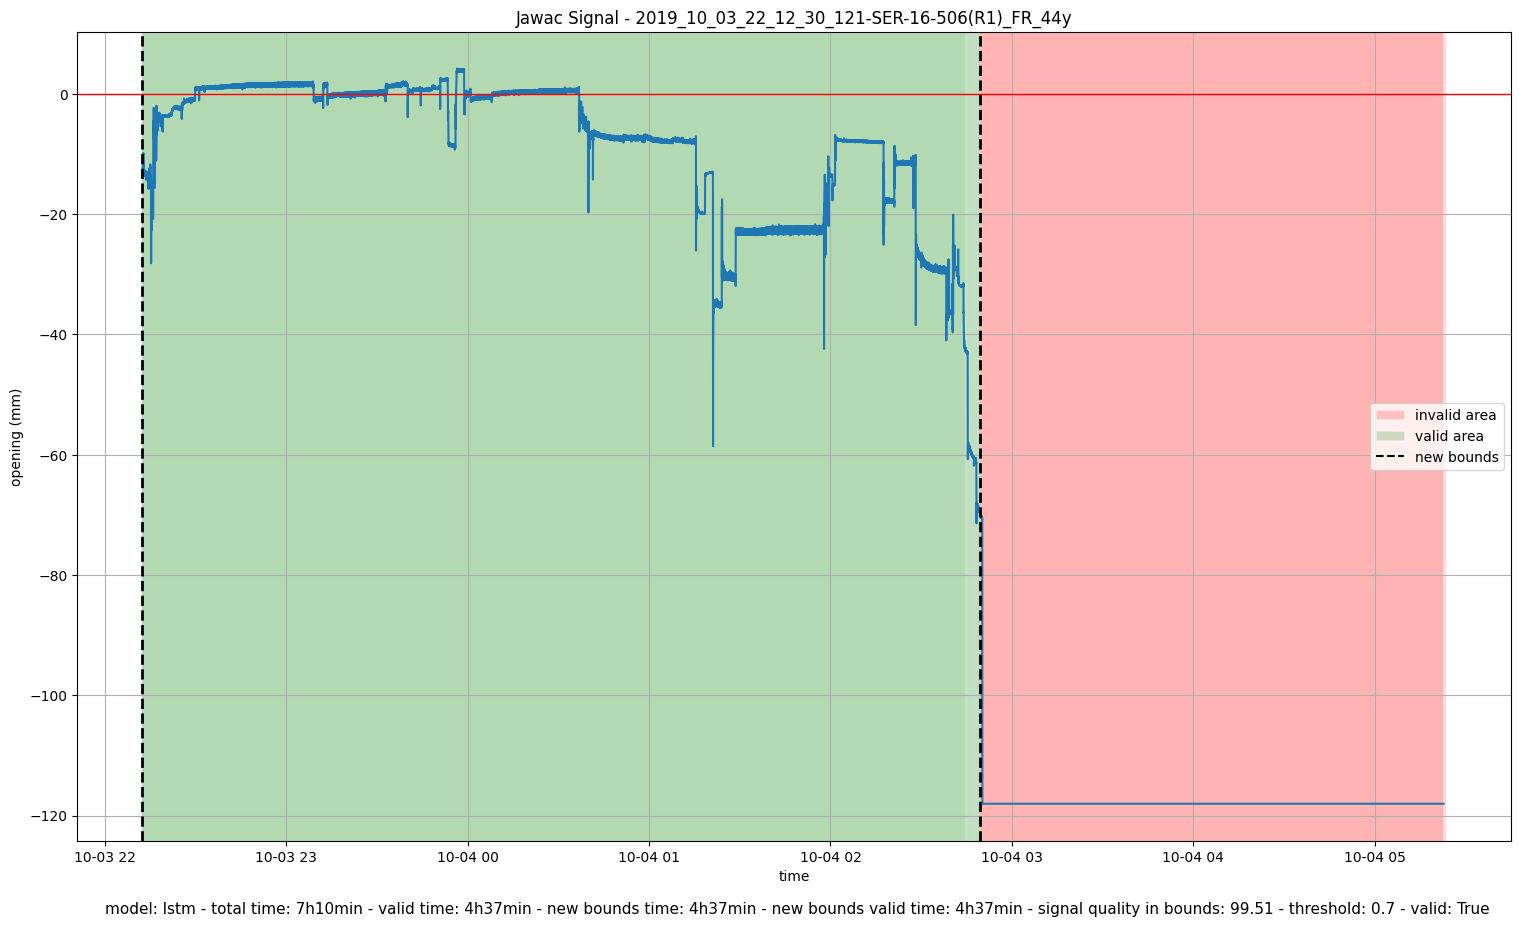 Jawac Signal - 2019_10_03_22_12_30_121-SER-16-506(R1)_FR_44y
0
−20
−40
−60
−80
−100
−120
opening (mm)
invalid area
valid area
new bounds
10-03 22
10-03 23
10-04 00
10-04 01
10-04 02
10-04 03
10-04 04
10-04 05
time
model: lstm - total time: 7h10min - valid time: 4h37min - new bounds time: 4h37min - new bounds valid time: 4h37min - signal quality in bounds: 99.51 - threshold: 0.7 - valid: True